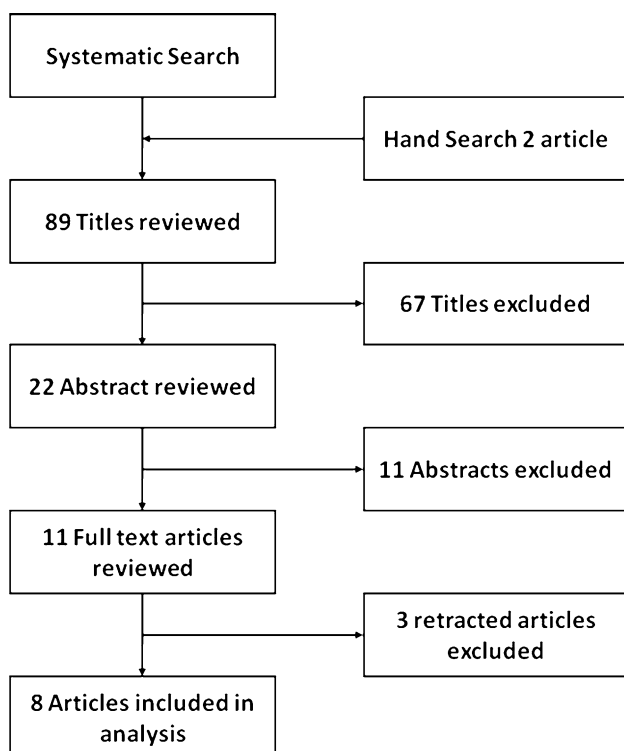 Systematic Search
Hand Search 2 article
89 Titles reviewed
67 Titles excluded
22 Abstract reviewed
11 Abstracts excluded
11 Full text articles
reviewed
3 retracted articles
excluded
8 Articles included in
analysis